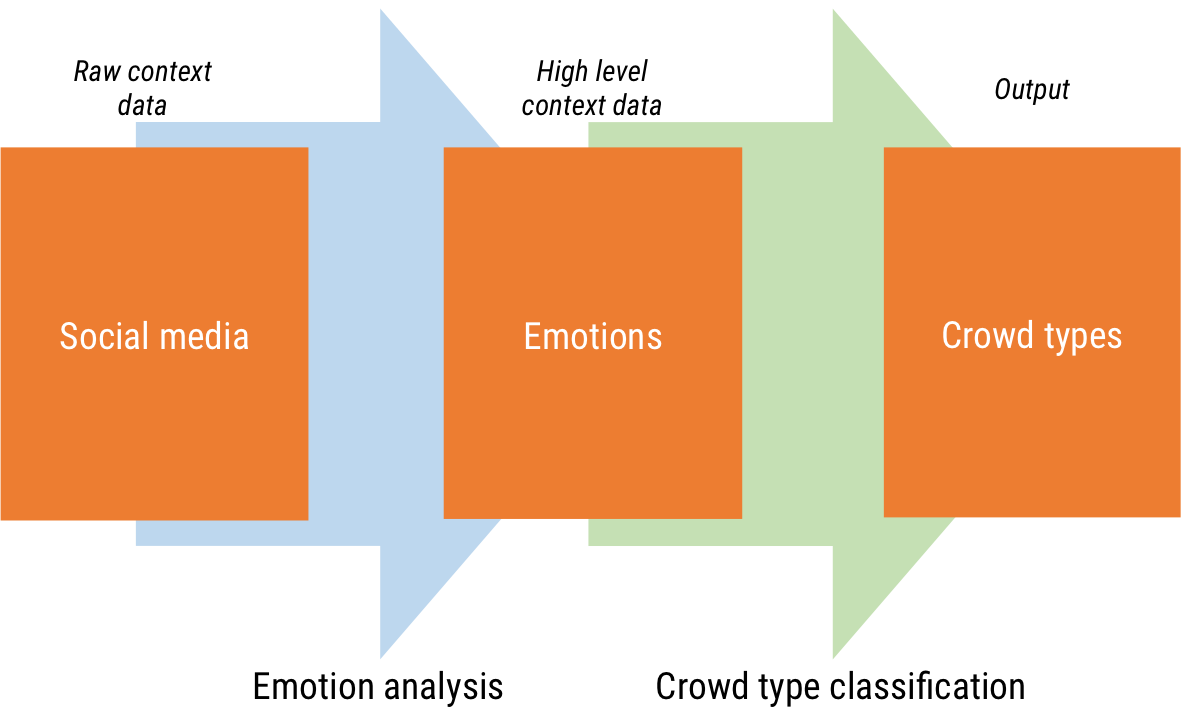 Raw context
data
High level
context data
Output
Social media
Emotions
Crowd types
Emotion analysis
Crowd type classification